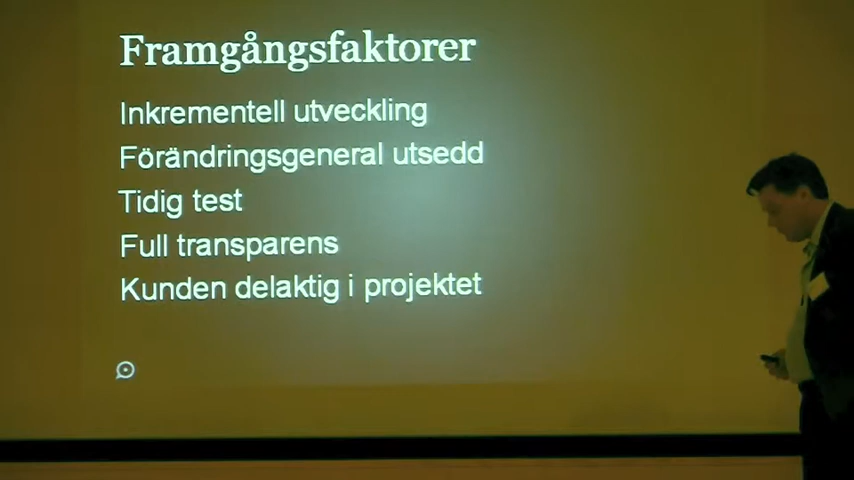 Framgångsfaktorer
Inkrementell utveckling
Förändringsgeneral utsedd
Tidig test
Full transparens
Kunden delaktig i projektet